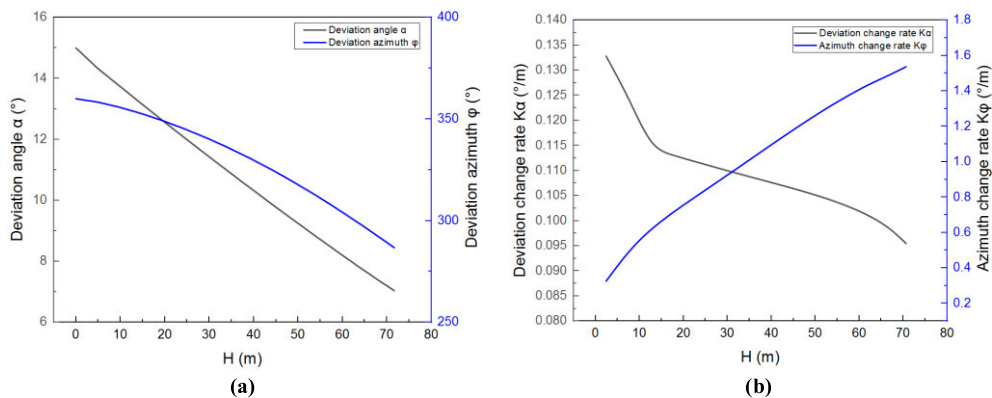 16
14
12
10
8
6
Deviation angle α (°)
0 10 20 30 40 50 60 70 80
H (m)
400
350
300
250
Deviation azimuth φ (°)
Deviation angle α
Deviation azimuth φ
(a)
0.140
0.135
0.130
0.125
0.120
0.115
0.110
0.105
0.100
0.095
0.090
0.085
0.080
Deviation change rate Kα (°/m)
0 10 20 30 40 50 60 70 80
H (m)
1.8
1.6
1.4
1.2
1.0
0.8
0.6
0.4
0.2
Azimuth change rate Kφ (°/m)
Deviation change rate Kα
Azimuth change rate Kφ
(b)